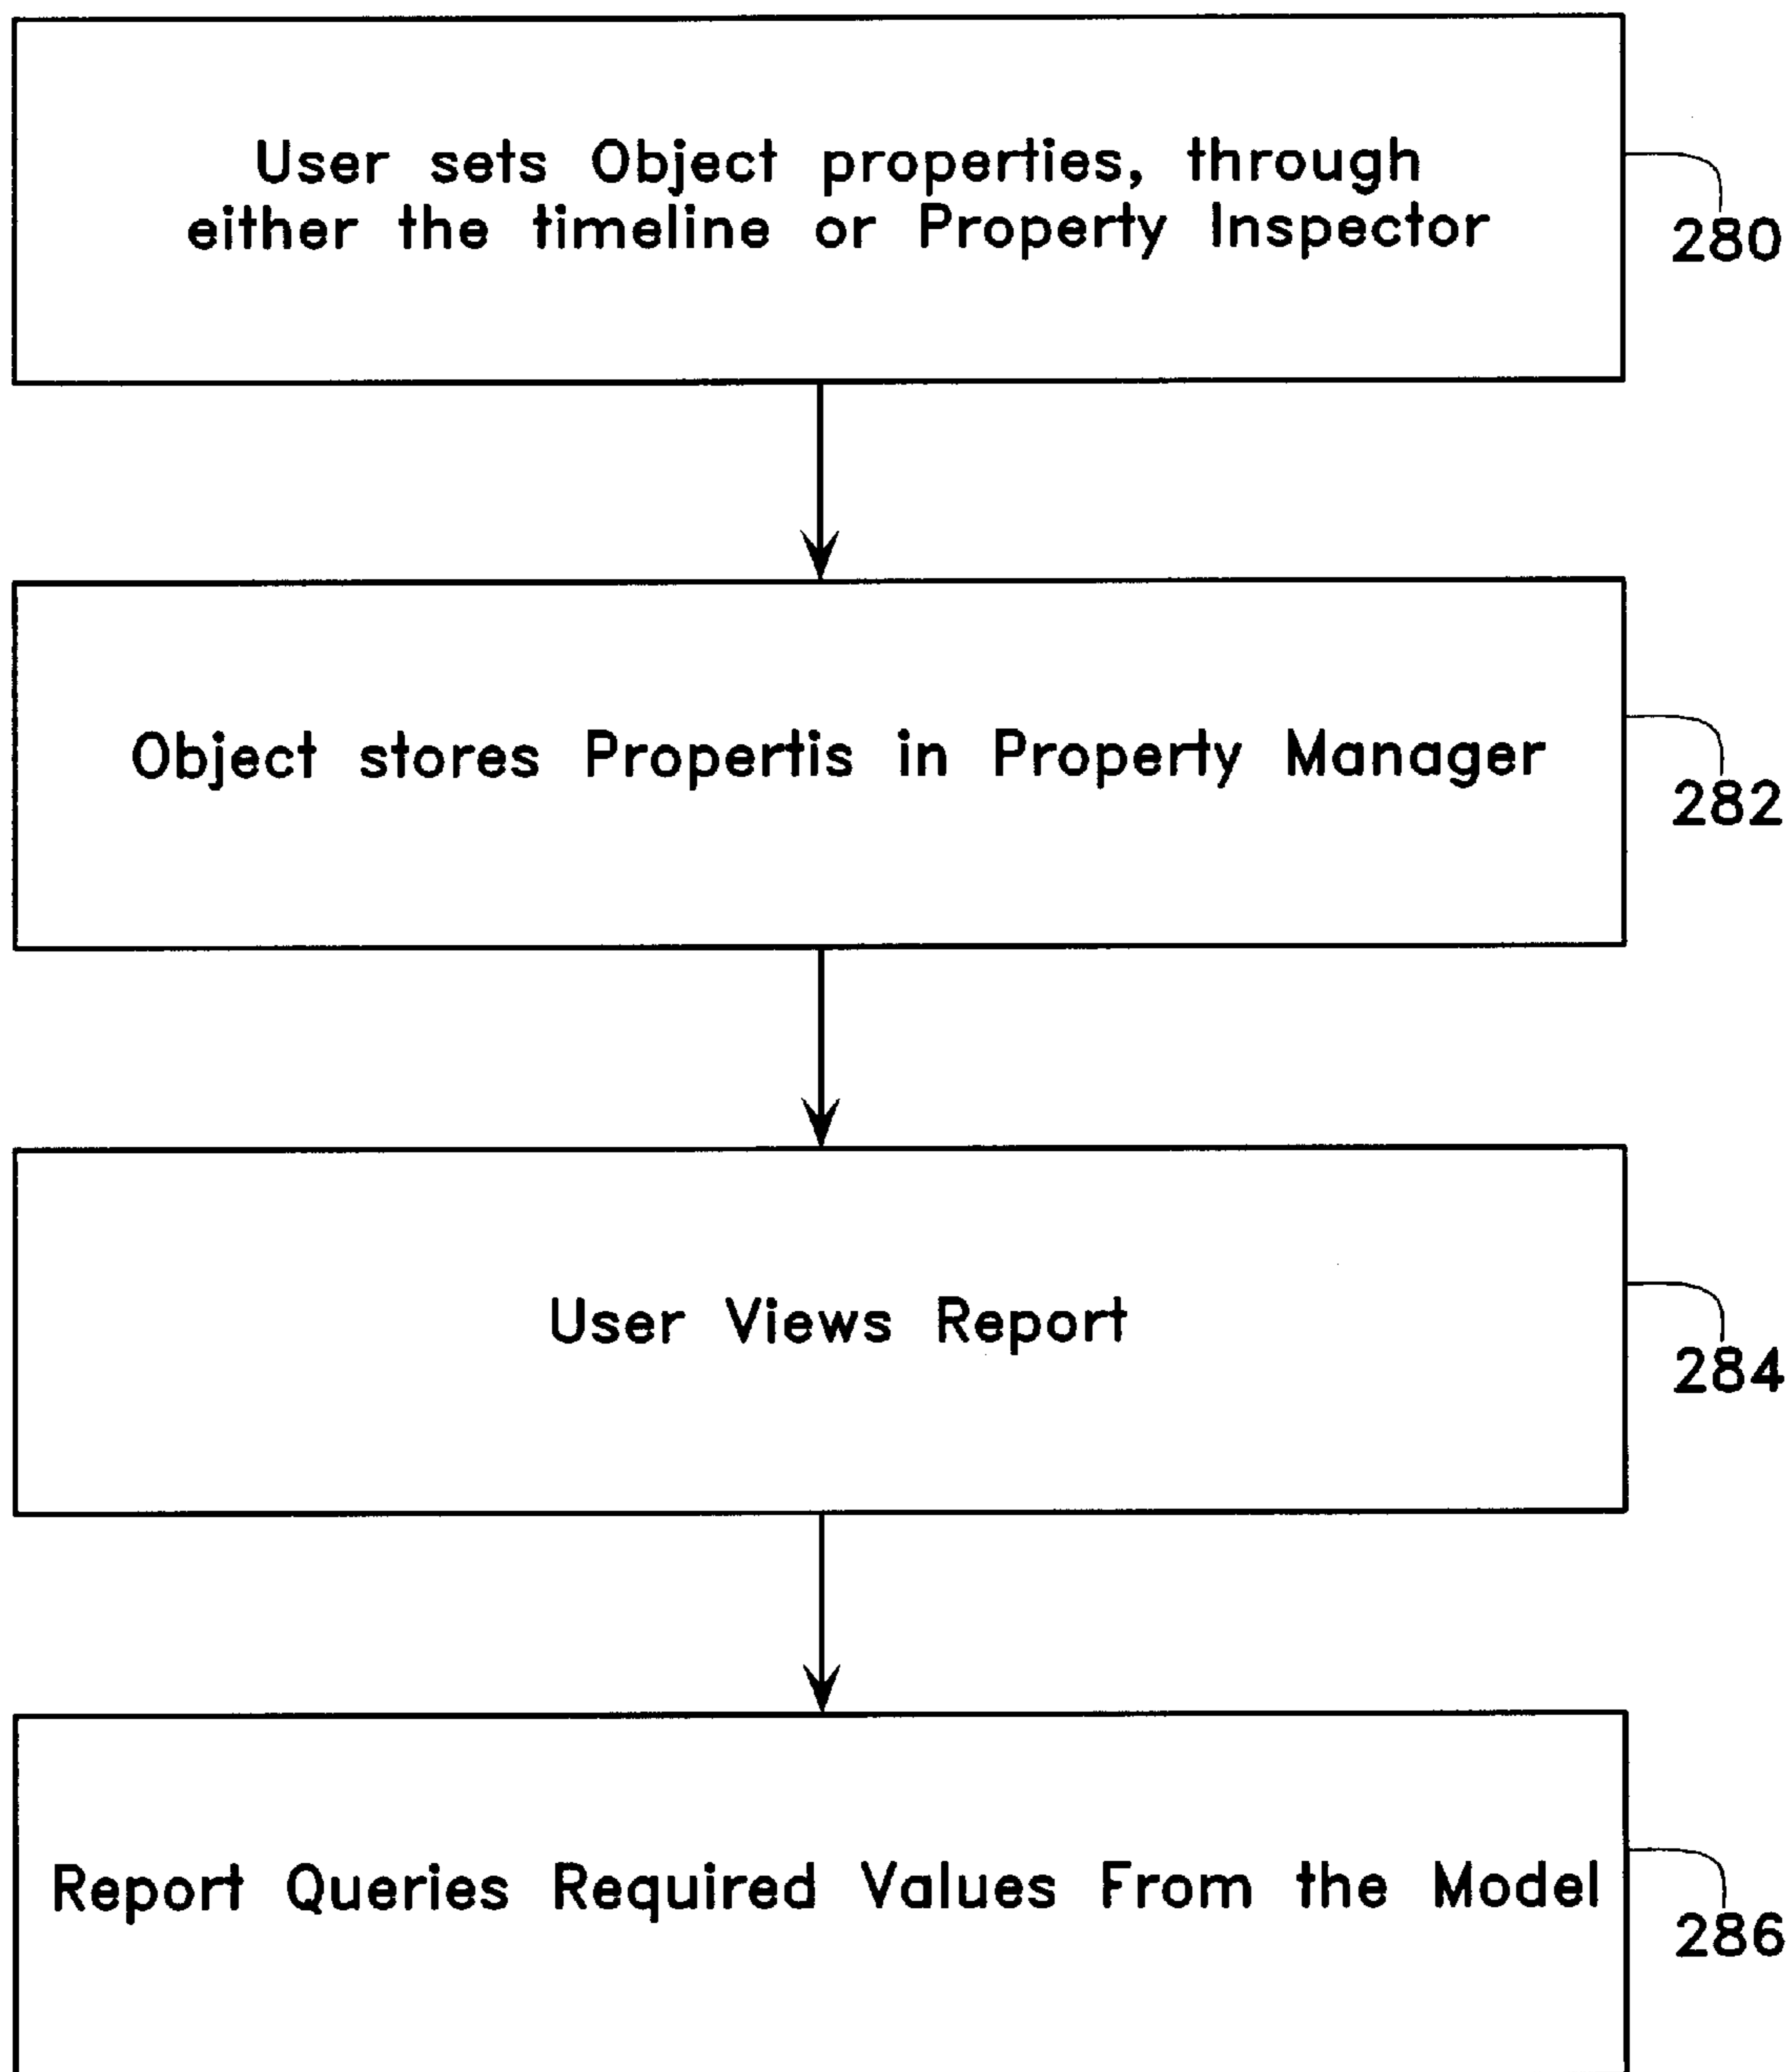 User sets Object properties, through
either the timeline or Property Inspector
280
Object stores Propertis in Property Manager
282
User Views Report
284
Report Queries Required Values From the Model
286